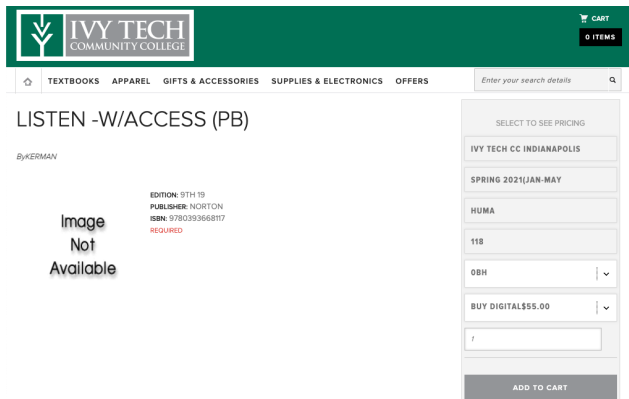 IVY TECH
COMMUNITY COLLEGE
CART
0 ITEMS
TEXTBOOKS APPAREL GIFTS & ACCESSORIES SUPPLIES & ELECTRONICS OFFERS
Enter your search details
LISTEN -W/ACCESS (PB)
ByKERMAN
Image
Not
Available
EDITION: 9TH 19
PUBLISHER: NORTON
ISBN: 9780393668117
REQUIRED
SELECT TO SEE PRICING
IVY TECH CC INDIANAPOLIS
SPRING 2021(JAN-MAY
HUMA
118
0BH
BUY DIGITAL$55.00
1
ADD TO CART